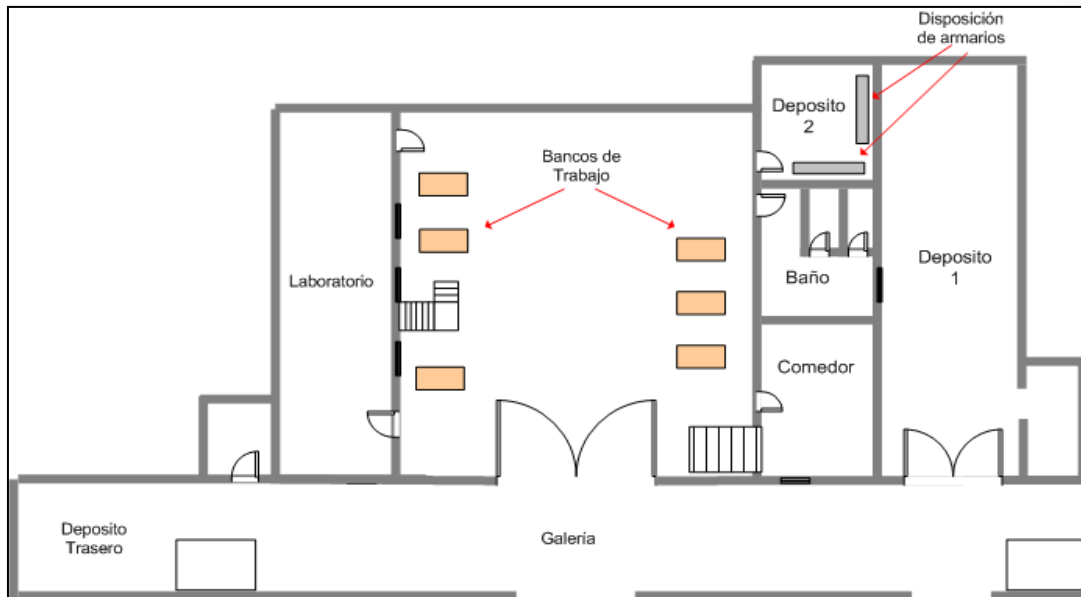 Disposición
de armarios
Deposito
2
Bancos de
Trabajo
Laboratorio
Baño
Deposito
1
Comedor
Deposito
Trasero
Galería